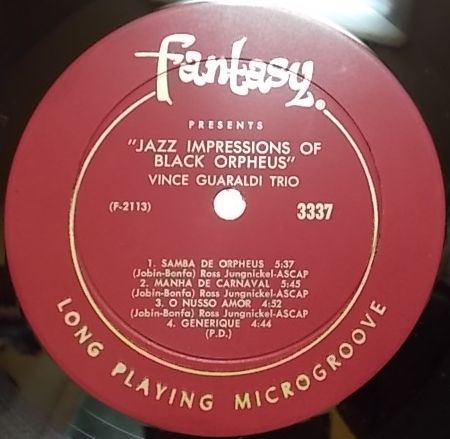 fantasy.
PRESENTS
"JAZZ IMPRESSIONS OF
BLACK ORPHEUS"
VINCE GUARALDI TRIO
(F-2113) 3337
1. SAMBA DE ORPHEUS 5:37
(Jobin-Bonfa) Ross Jungnickel-ASCAP
2. MANHA DE CARNAVAL 5:45
(Jobin-Bonfa) Ross Jungnickel-ASCAP
3. O NUSSO AMOR 4:52
(Jobin-Bonfa) Ross Jungnickel-ASCAP
4. GENERIQUE 4:44
(P.D.)
LONG PLAYING MICROGROOVE